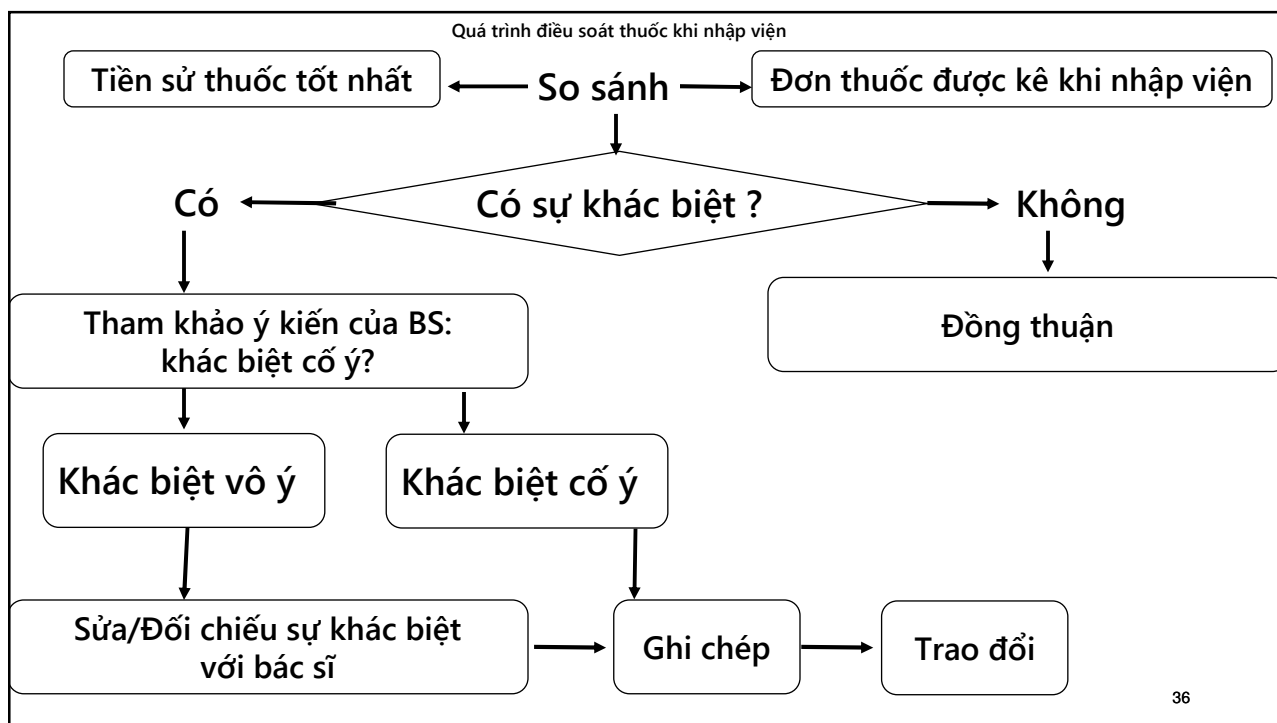 Quá trình điều soát thuốc khi nhập viện
Tiền sử thuốc tốt nhất
So sánh
Đơn thuốc được kê khi nhập viện
Có
Có sự khác biệt ?
Không
Tham khảo ý kiến của BS:
khác biệt cố ý?
Đồng thuận
Khác biệt vô ý
Khác biệt cố ý
Sửa/Đối chiếu sự khác biệt
với bác sĩ
Ghi chép
Trao đổi
36